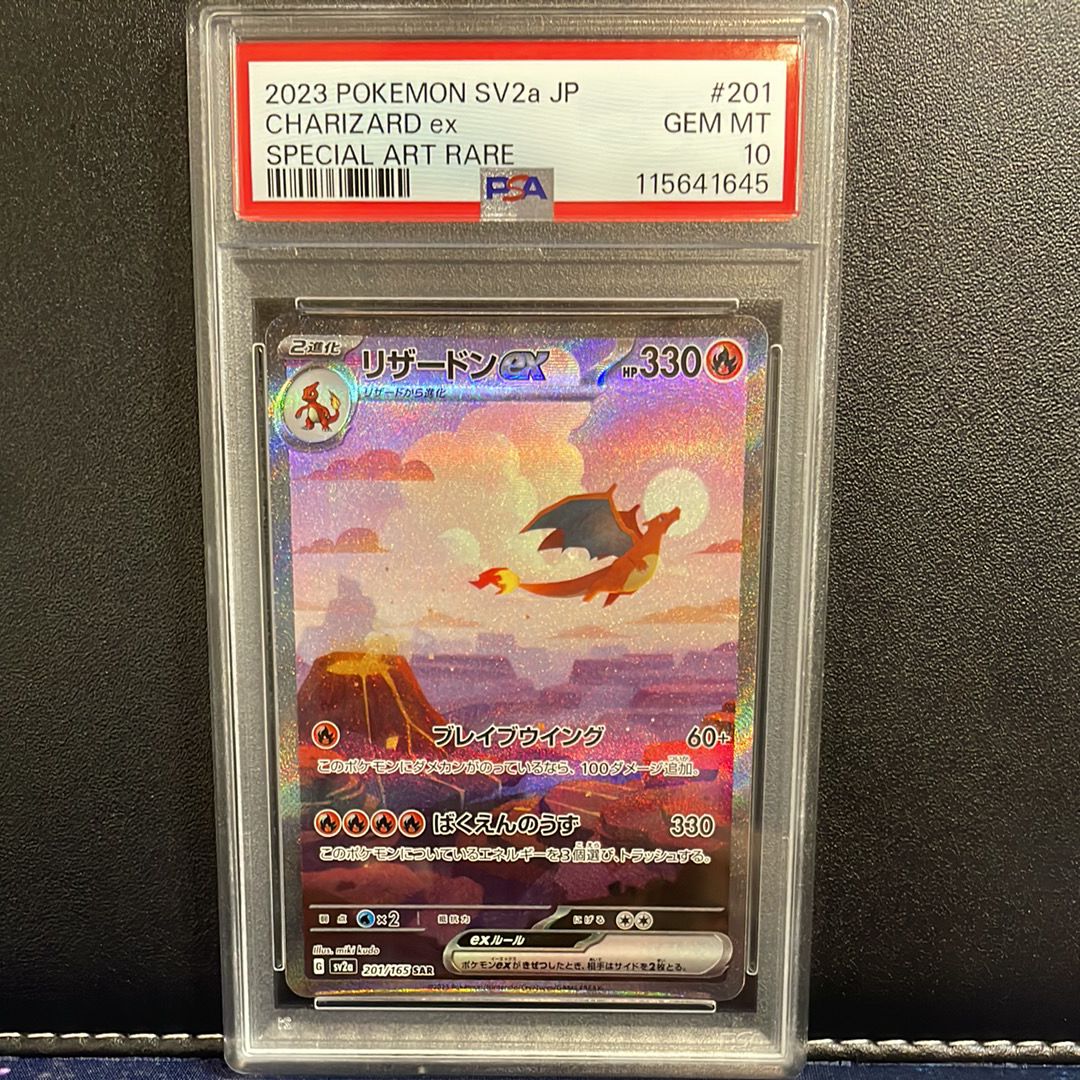 2023 POKEMON SV2a JP #201
CHARIZARD ex GEM MT
SPECIAL ART RARE 10
PSA 115641645
2進化 リザードンex HP330
リザードから進化
ブレイブウイング 60+
このポケモンにダメカンがのっているなら、100ダメージ追加。
ばくえんのうず 330
このポケモンについているエネルギーを3個選び、トラッシュする。
弱点 ×2 抵抗力 にげる
exルール
ポケモンexがきぜつしたとき、相手はサイドを2枚とる。
Illus. miki kudo
G sv2a 201/165 SAR